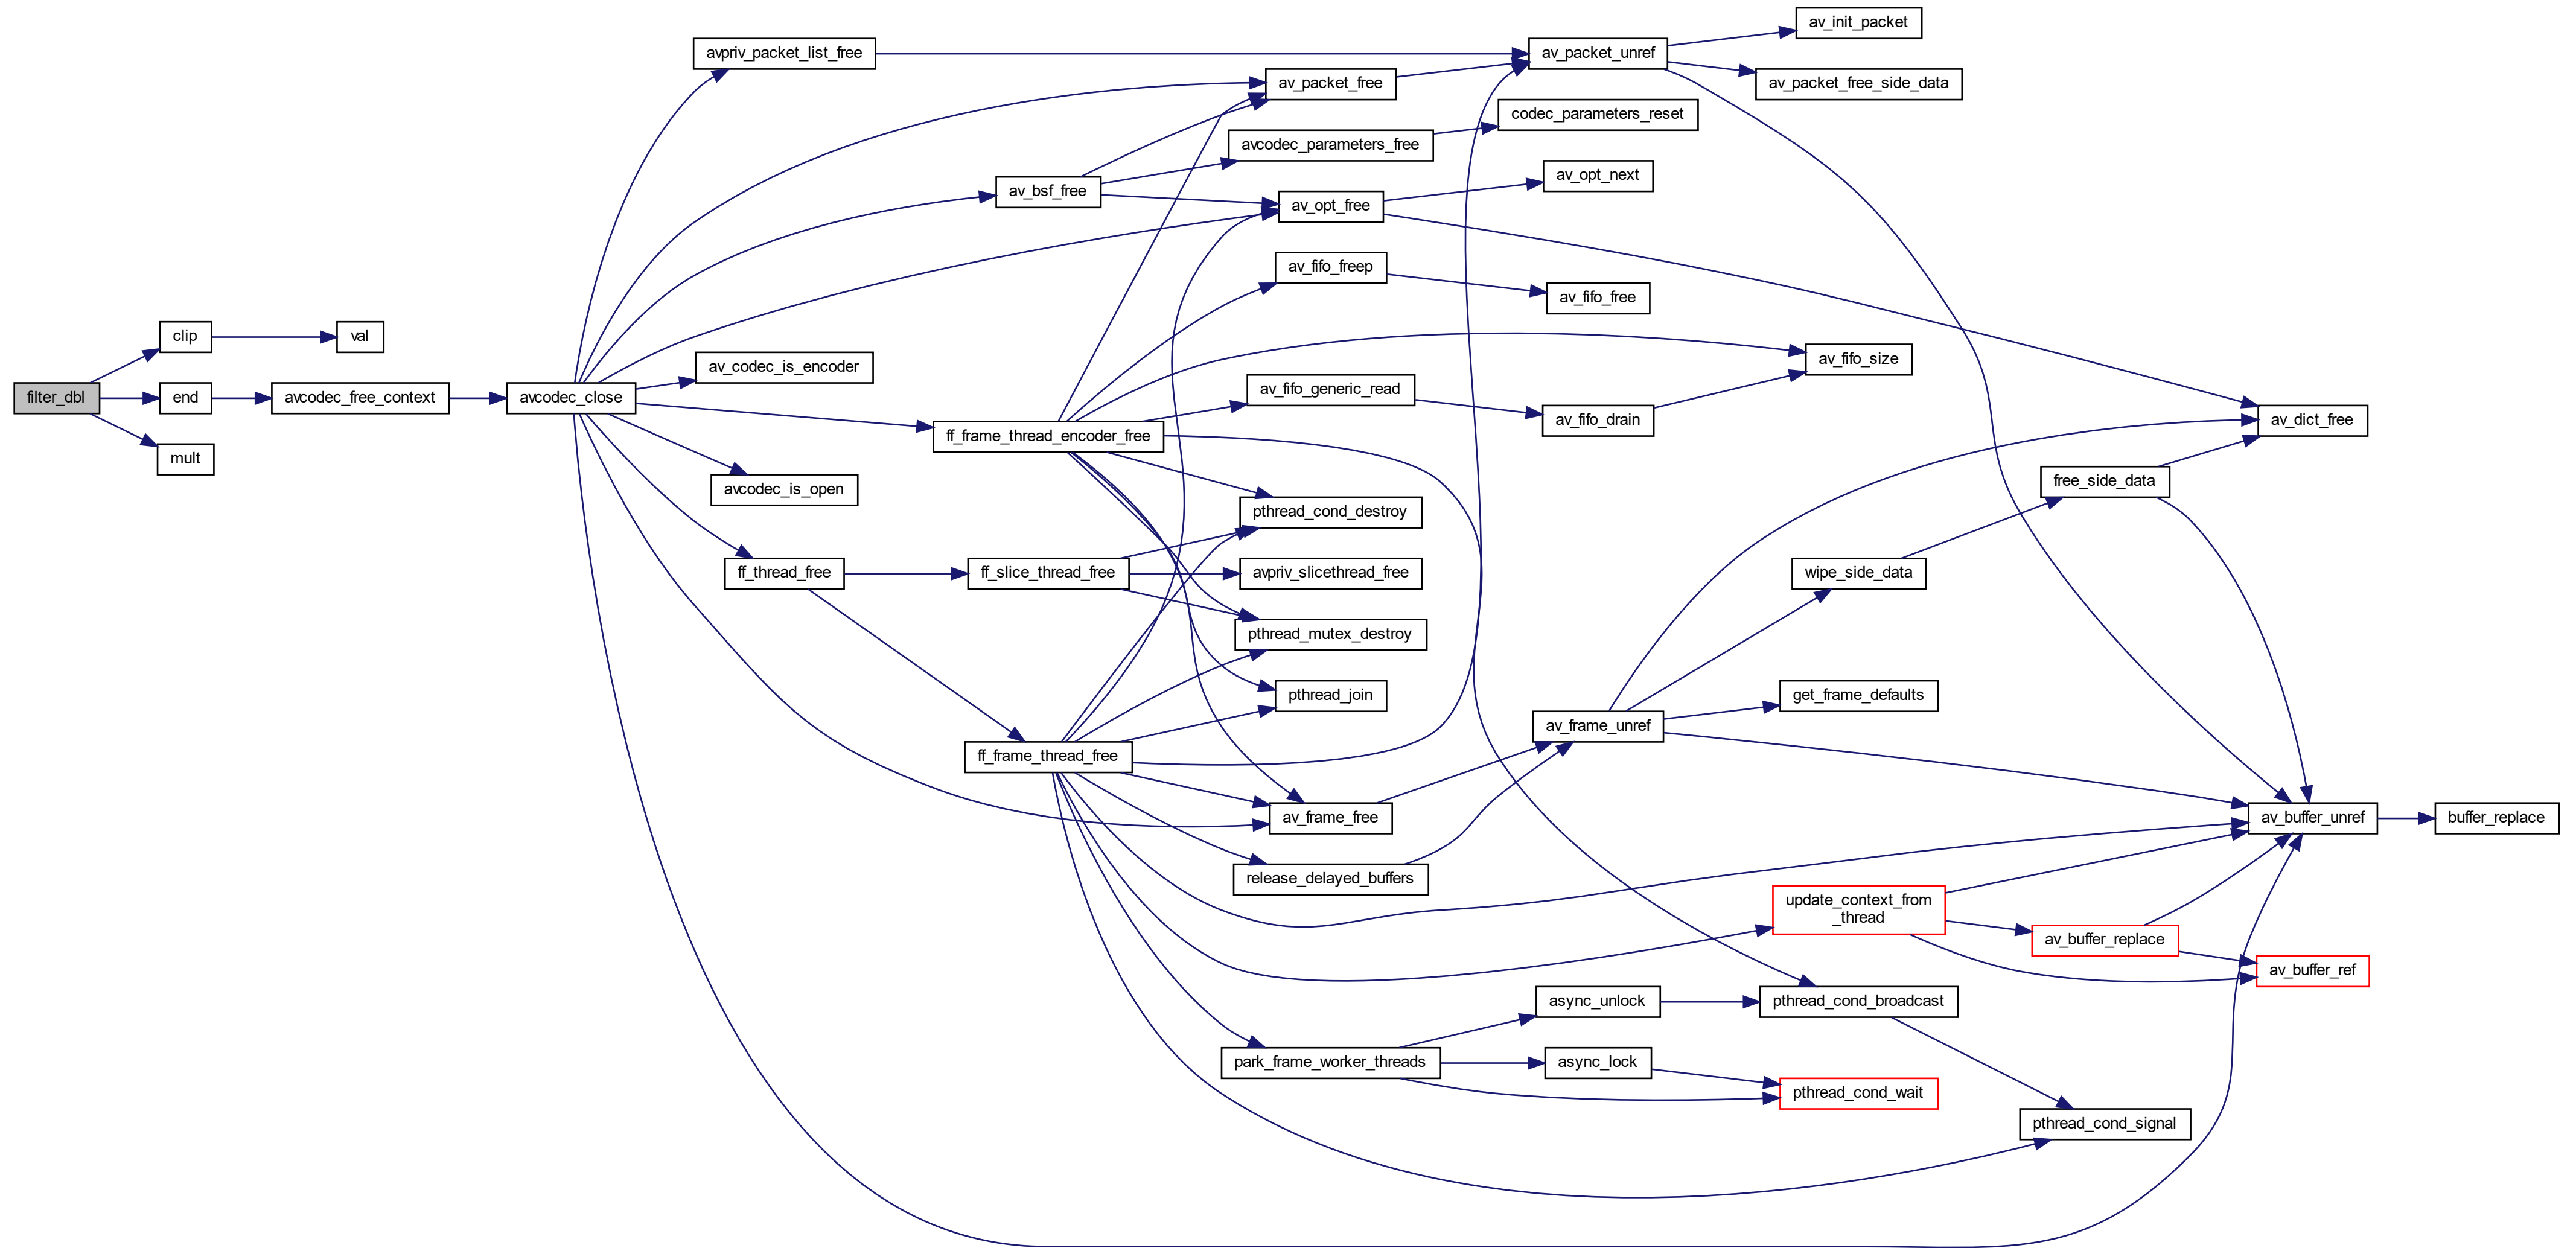 av_init_packet
avpriv_packet_list_free
av_packet_unref
av_packet_free
av_packet_free_side_data
codec_parameters_reset
avcodec_parameters_free
av_opt_next
av_bsf_free
av_opt_free
av_fifo_freep
av_fifo_free
clip
val
av_fifo_size
av_codec_is_encoder
filter_dbl
end
avcodec_free_context
avcodec_close
av_fifo_generic_read
av_fifo_drain
av_dict_free
ff_frame_thread_encoder_free
mult
free_side_data
avcodec_is_open
pthread_cond_destroy
ff_thread_free
ff_slice_thread_free
avpriv_slicethread_free
wipe_side_data
pthread_mutex_destroy
pthread_join
get_frame_defaults
av_frame_unref
ff_frame_thread_free
av_frame_free
av_buffer_unref
buffer_replace
release_delayed_buffers
update_context_from
_thread
av_buffer_replace
av_buffer_ref
async_unlock
pthread_cond_broadcast
park_frame_worker_threads
async_lock
pthread_cond_wait
pthread_cond_signal